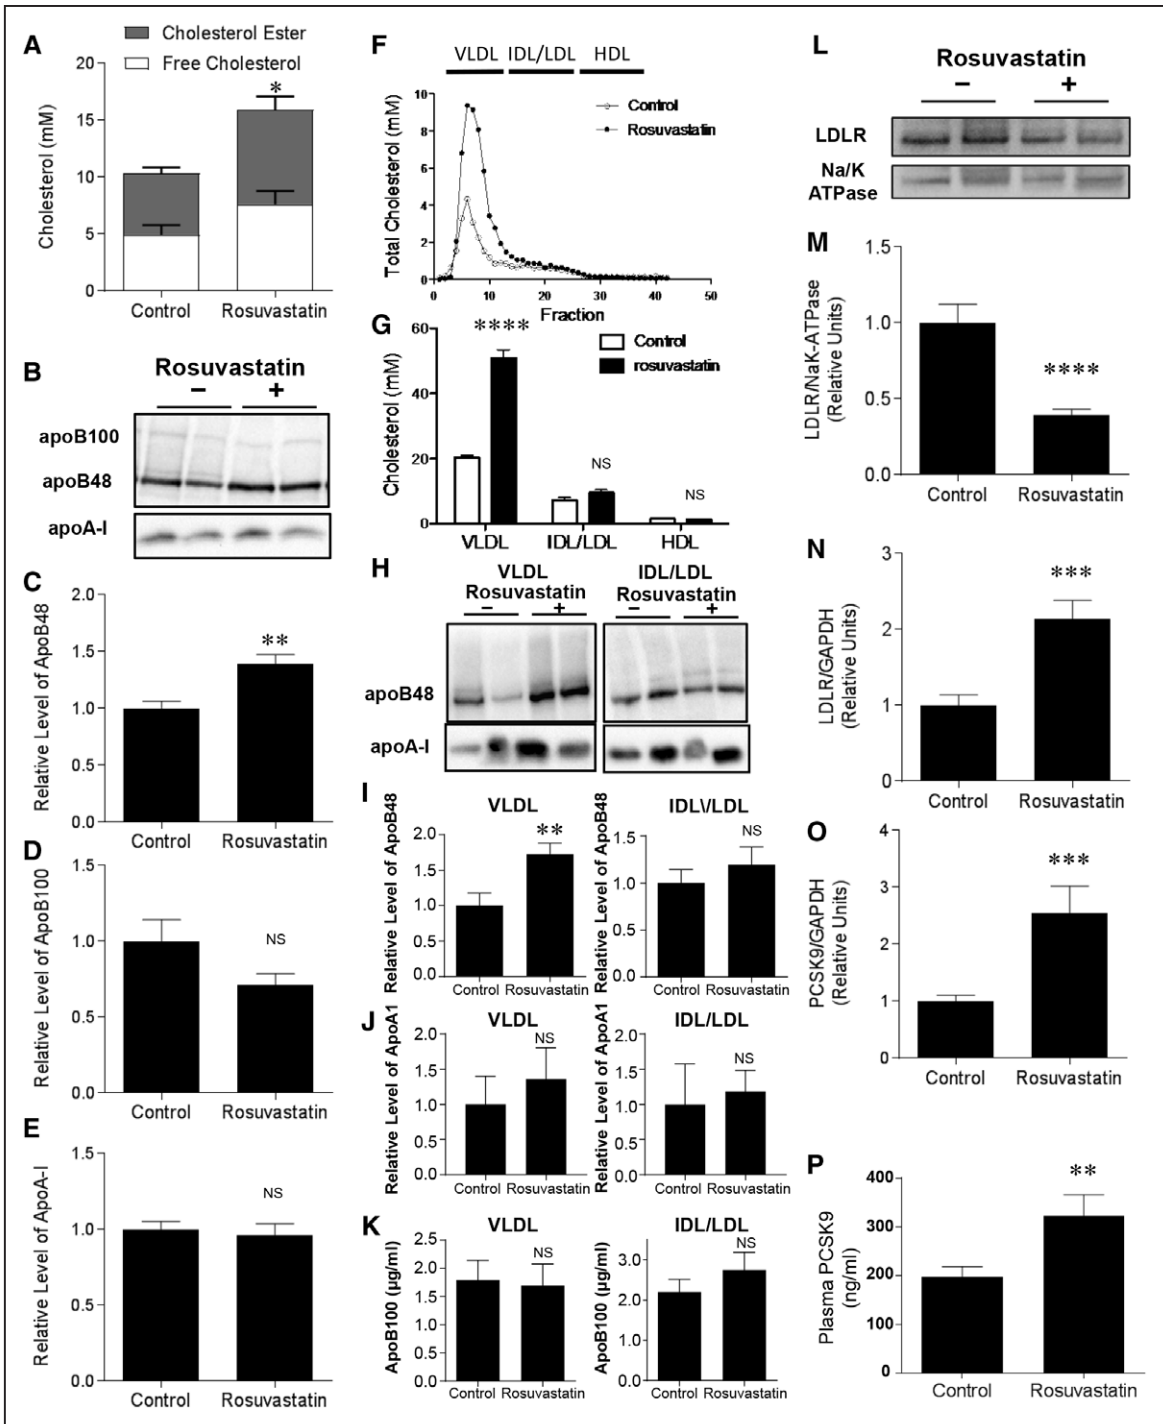 A
Cholesterol Ester
Free Cholesterol
Cholesterol (mM)
20
15
10
5
0
*
Control
Rosuvastatin
B
Rosuvastatin
− +
apoB100
apoB48
apoA-I
C
Relative Level of ApoB48
2.0
1.5
1.0
0.5
0.0
**
Control
Rosuvastatin
D
Relative Level of ApoB100
1.5
1.0
0.5
0.0
NS
Control
Rosuvastatin
E
Relative Level of ApoA-I
1.5
1.0
0.5
0.0
NS
Control
Rosuvastatin
F
VLDL IDL/LDL HDL
Control
Rosuvastatin
Total Cholesterol (mM)
10
8
6
4
2
0
0 10 20 30 40 50
Fraction
G
Cholesterol (mM)
60
40
20
0
****
Control
rosuvastatin
NS
NS
VLDL IDL/LDL HDL
H
VLDL
Rosuvastatin
− +
IDL/LDL
Rosuvastatin
− +
apoB48
apoA-I
I
VLDL
Relative Level of ApoB48
2.0
1.5
1.0
0.5
0.0
**
Control Rosuvastatin
IDL\/LDL
Relative Level of ApoB48
1.5
1.0
0.5
0.0
NS
Control Rosuvastatin
J
VLDL
Relative Level of ApoA1
2.0
1.5
1.0
0.5
0.0
NS
Control Rosuvastatin
IDL/LDL
Relative Level of ApoA1
2.0
1.5
1.0
0.5
0.0
NS
Control Rosuvastatin
K
VLDL
ApoB100 (µg/ml)
2.5
2.0
1.5
1.0
0.5
0.0
NS
Control Rosuvastatin
IDL/LDL
ApoB100 (µg/ml)
3.0
2.0
1.0
0.0
NS
Control Rosuvastatin
L
Rosuvastatin
− +
LDLR
Na/K
ATPase
M
LDLR/NaK-ATPase
(Relative Units)
1.5
1.0
0.5
0.0
****
Control Rosuvastatin
N
LDLR/GAPDH
(Relative Units)
3
2
1
0
***
Control Rosuvastatin
O
PCSK9/GAPDH
(Relative Units)
4
3
2
1
0
***
Control Rosuvastatin
P
Plasma PCSK9
(ng/ml)
400
300
200
100
0
**
Control Rosuvastatin